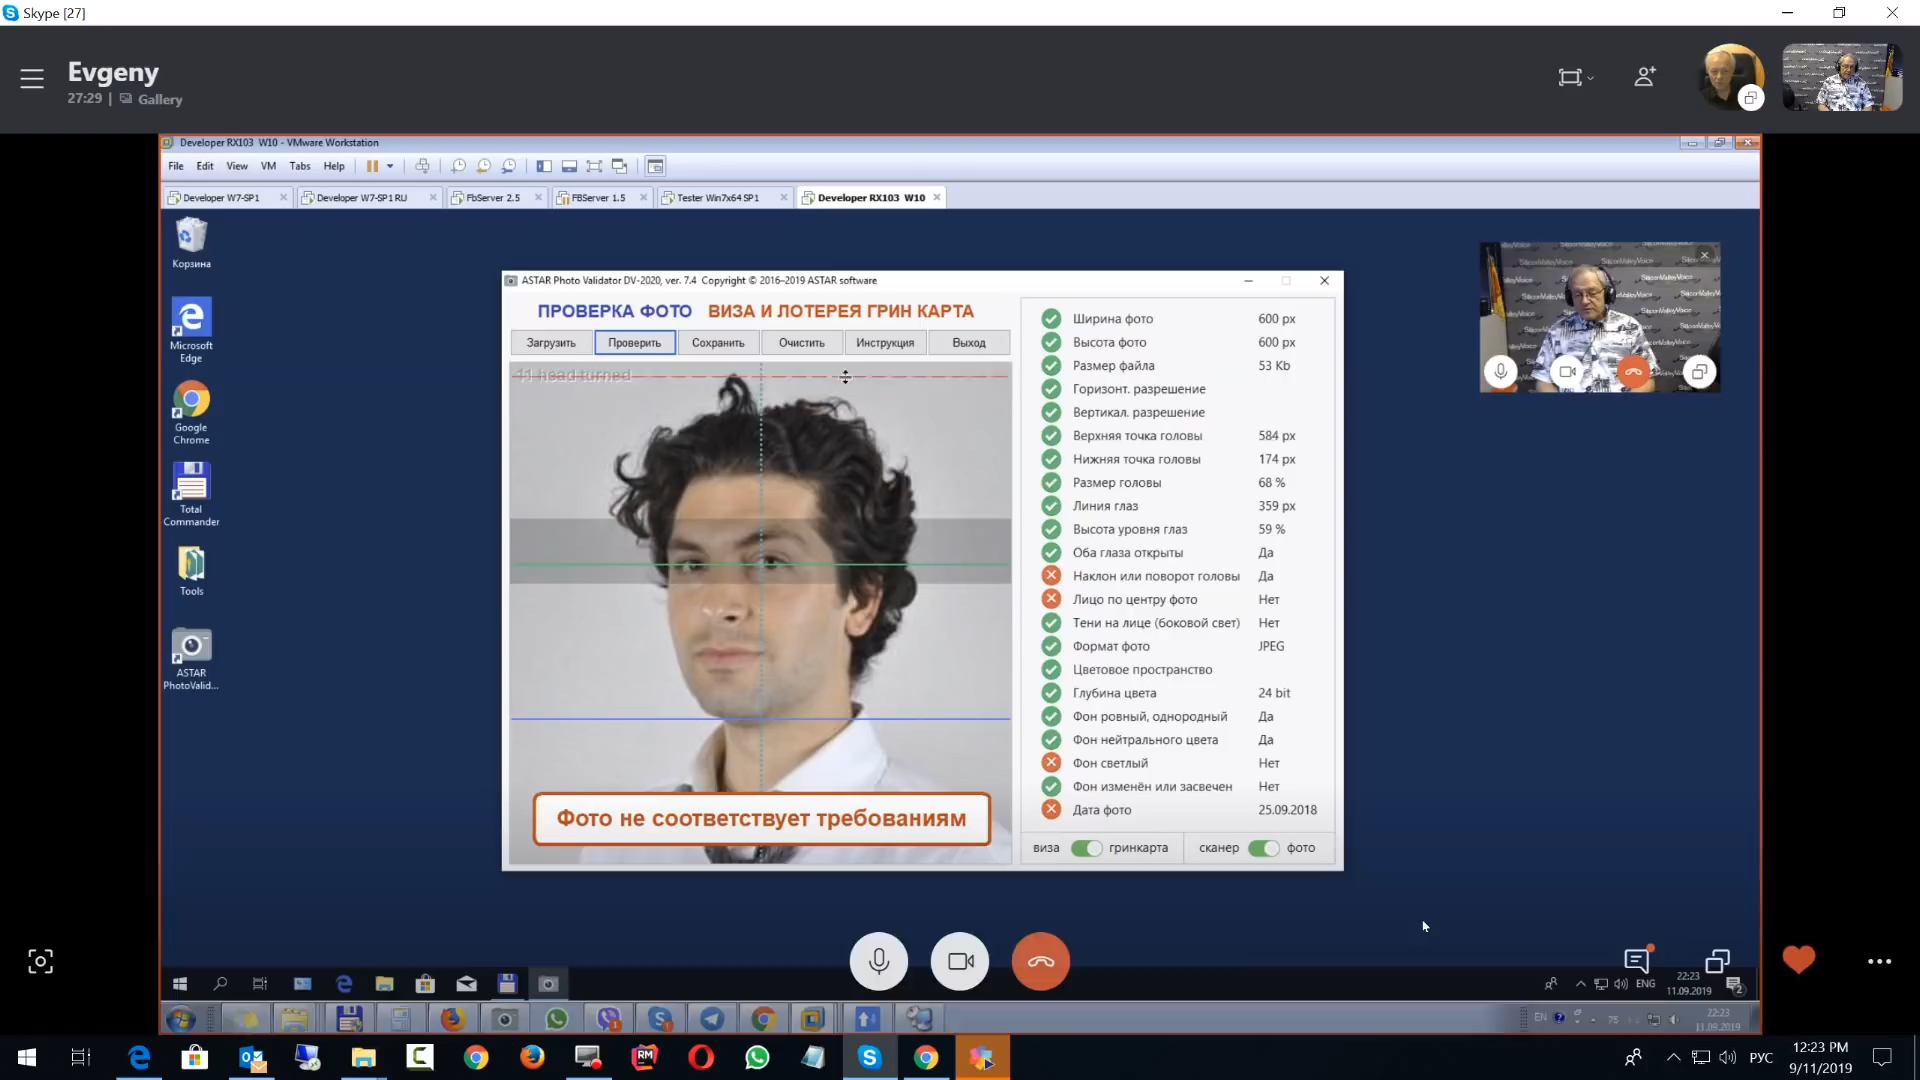 Skype [27]
Evgeny
27:29 | Gallery
Developer RX103 W10 - VMware Workstation
File Edit View VM Tabs Help
Developer W7-SP1
Developer W7-SP1 RU
FbServer 2.5
FBServer 1.5
Tester Win7x64 SP1
Developer RX103 W10
Корзина
Microsoft
Edge
Google
Chrome
Total
Commander
Tools
ASTAR
PhotoValid...
SiliconValleyVoice
ASTAR Photo Validator DV-2020, ver. 7.4 Copyright © 2016–2019 ASTAR software
ПРОВЕРКА ФОТО ВИЗА И ЛОТЕРЕЯ ГРИН КАРТА
Загрузить Проверить Сохранить Очистить Инструкция Выход
11 head turned
Ширина фото 600 px
Высота фото 600 px
Размер файла 53 Kb
Горизонт. разрешение
Вертикал. разрешение
Верхняя точка головы 584 px
Нижняя точка головы 174 px
Размер головы 68 %
Линия глаз 359 px
Высота уровня глаз 59 %
Оба глаза открыты Да
Наклон или поворот головы Да
Лицо по центру фото Нет
Тени на лице (боковой свет) Нет
Формат фото JPEG
Цветовое пространство
Глубина цвета 24 bit
Фон ровный, однородный Да
Фон нейтрального цвета Да
Фон светлый Нет
Фон изменён или засвечен Нет
Дата фото 25.09.2018
виза гринкарта сканер фото
Фото не соответствует требованиям
ENG
22:23
11.09.2019
2
EN
75
22:23
11.09.2019
РУС
12:23 PM
9/11/2019